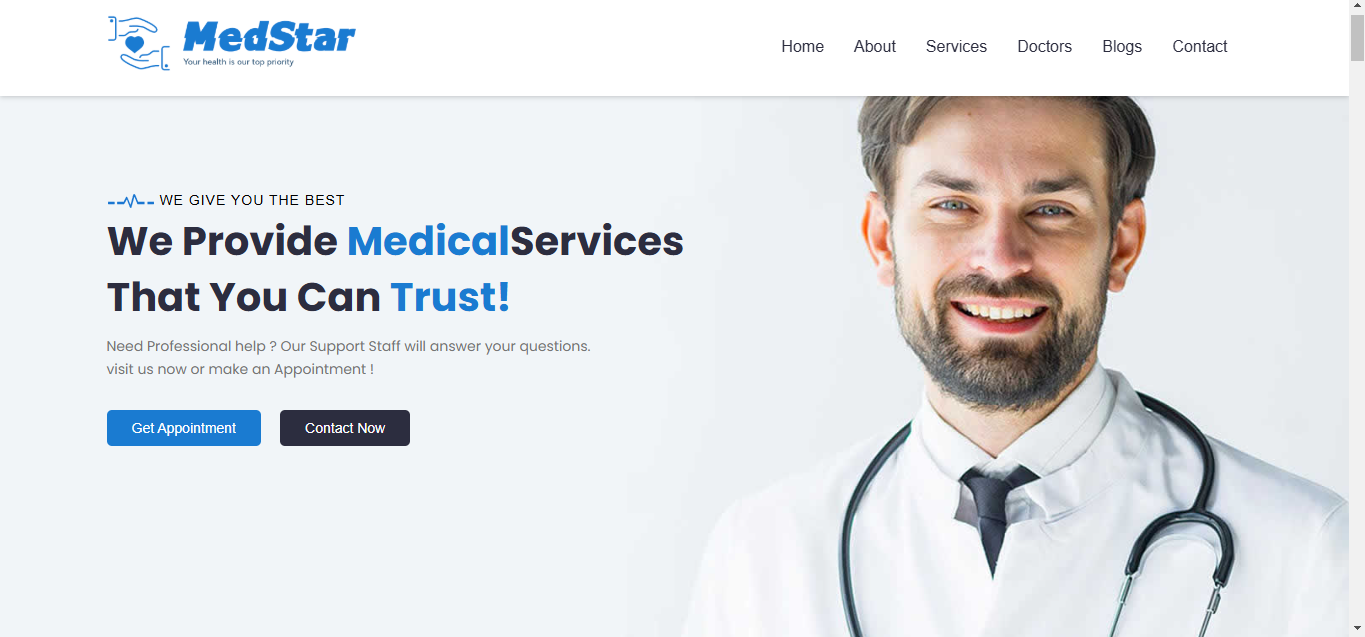 MedStar
Your health is our top priority
Home About Services Doctors Blogs Contact
WE GIVE YOU THE BEST
We Provide MedicalServices
That You Can Trust!
Need Professional help ? Our Support Staff will answer your questions.
visit us now or make an Appointment !
Get Appointment Contact Now